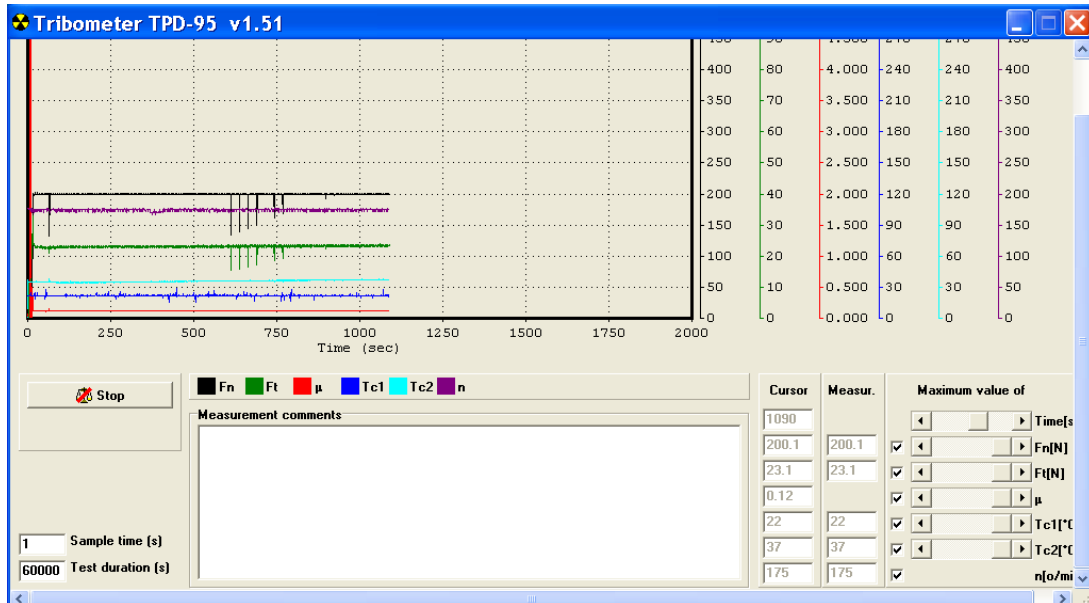 Tribometer TPD-95 v1.51
400 80 4.000 240 240 400
350 70 3.500 210 210 350
300 60 3.000 180 180 300
250 50 2.500 150 150 250
200 40 2.000 120 120 200
150 30 1.500 90 90 150
100 20 1.000 60 60 100
50 10 0.500 30 30 50
0 0 0.000 0 0 0
0 250 500 750 1000 1250 1500 1750 2000
Time (sec)
Stop
Fn Ft μ Tc1 Tc2 n
Cursor Measur. Maximum value of
Measurement comments
1090 Time[s
200.1 200.1 Fn[N]
23.1 23.1 Ft[N]
0.12 μ
22 22 Tc1[°C
37 37 Tc2[°C
175 175 n[o/mi
1 Sample time (s)
60000 Test duration (s)